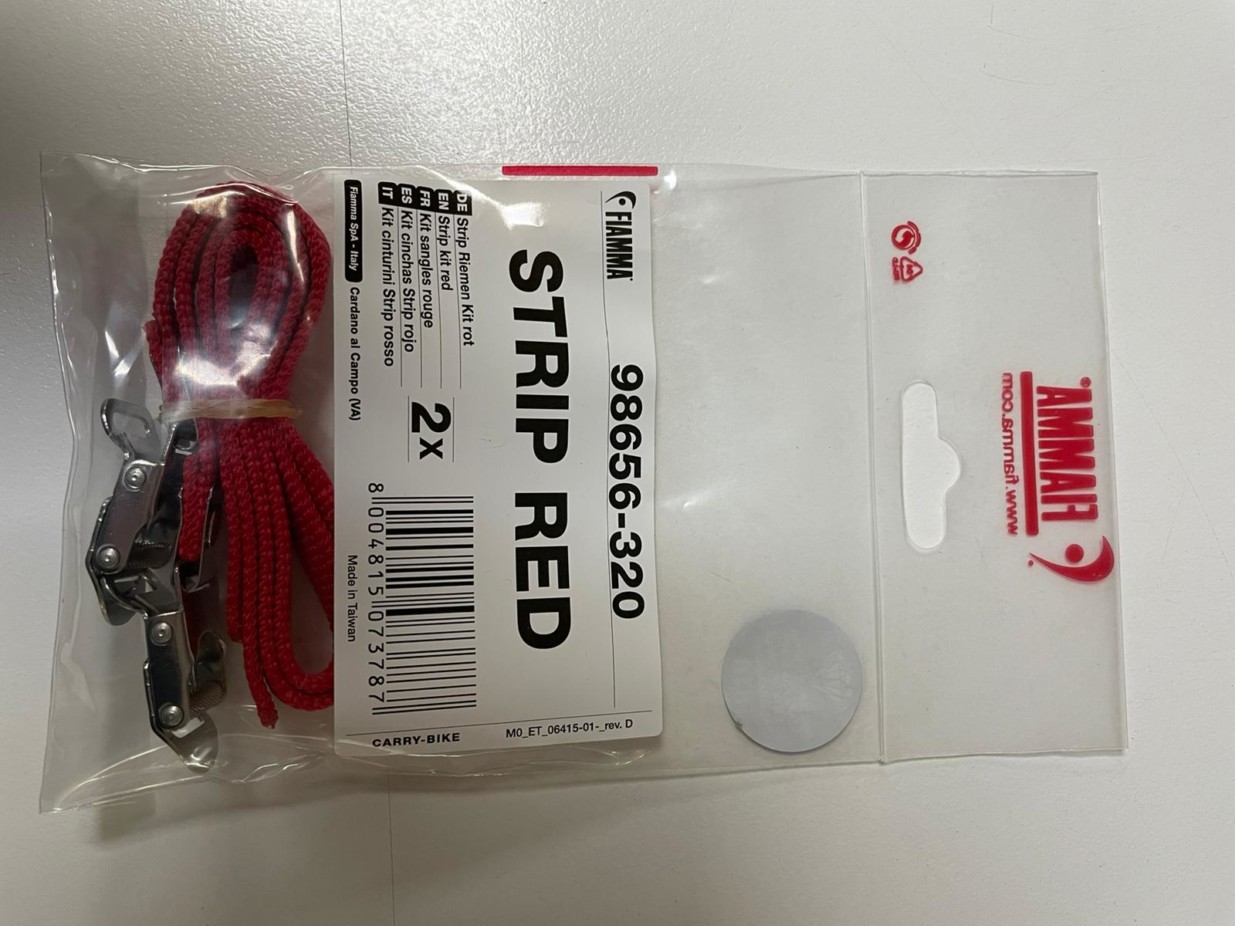 FIAMMA
98656-320
STRIP RED
DE Strip Riemen Kit rot
EN Strip kit red
FR Kit sangles rouge
ES Kit cinchas Strip rojo
IT Kit cinturini Strip rosso
2x
8 004815 073787
Fiamma SpA - Italy Cardano al Campo (VA)
Made in Taiwan
CARRY-BIKE
M0_ET_06415-01-_rev. D
FIAMMA®
www.fiamma.com